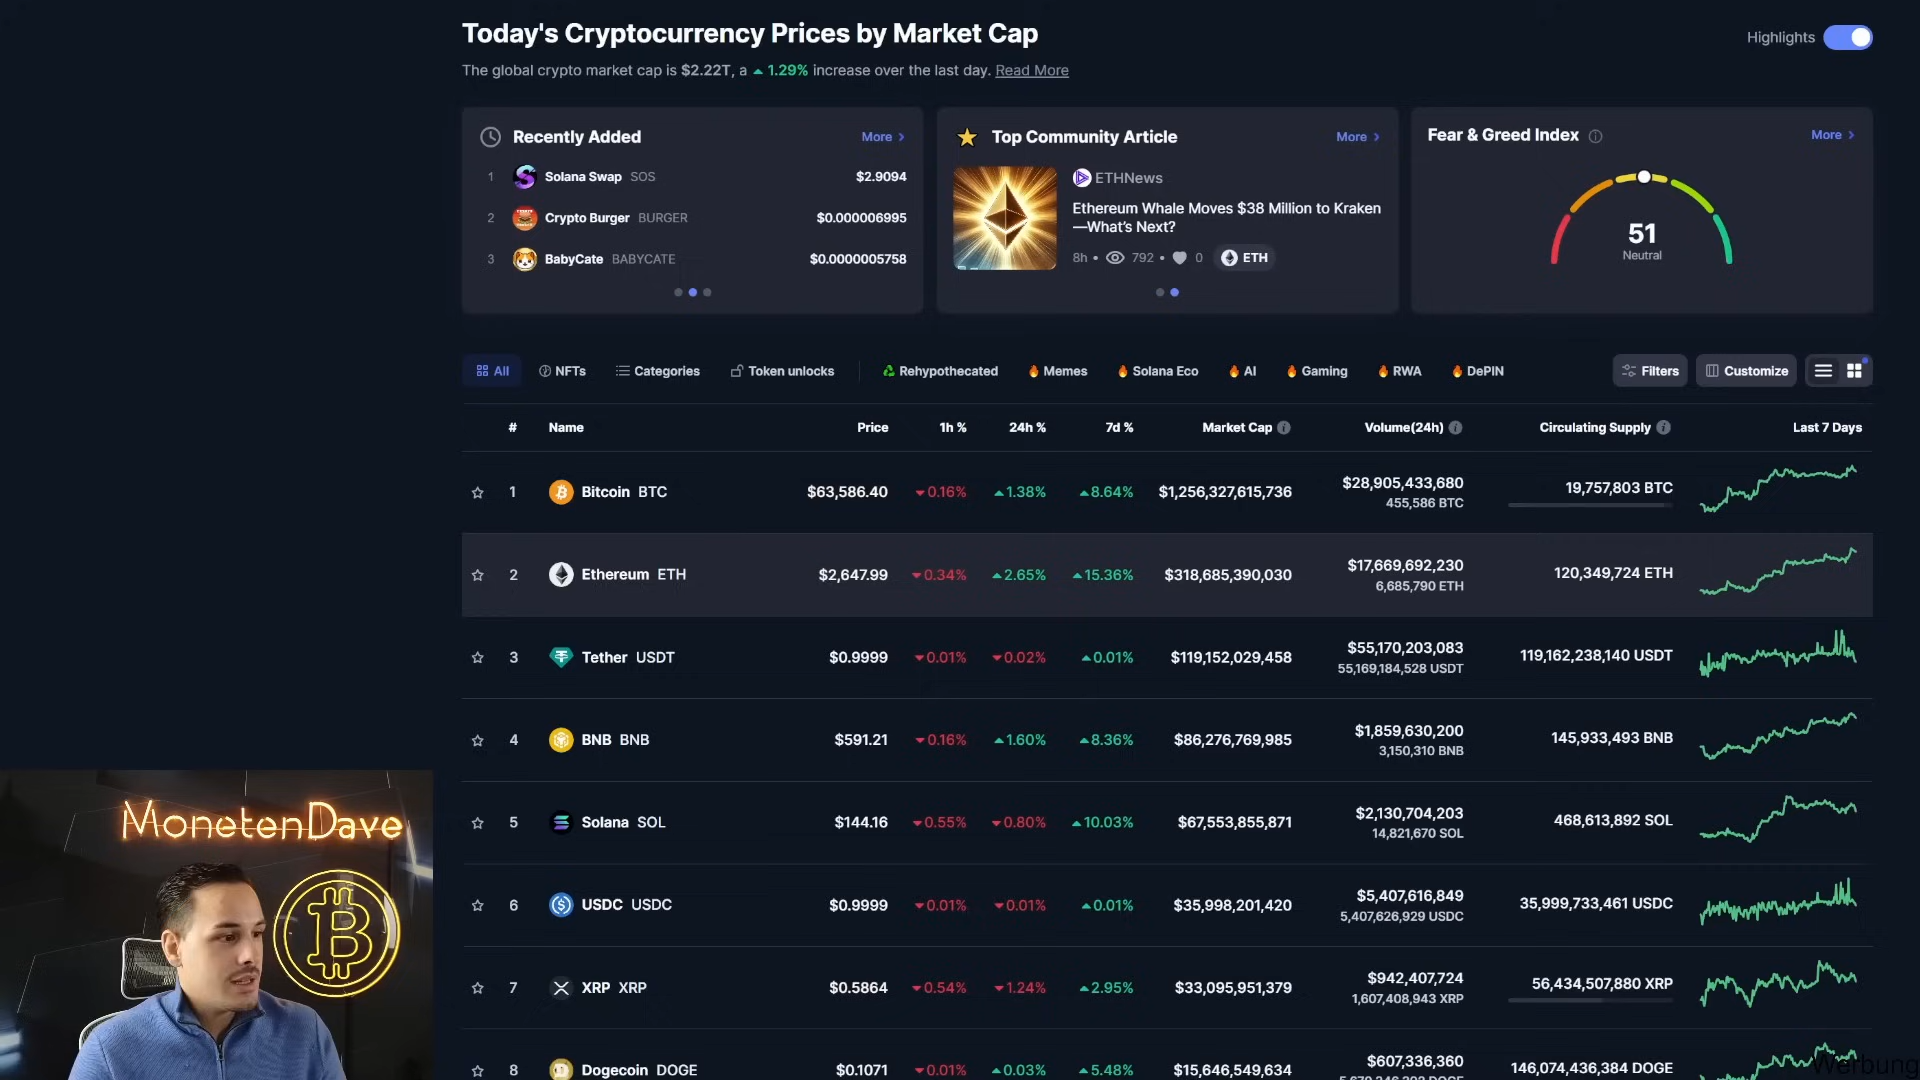 Today's Cryptocurrency Prices by Market Cap
Highlights
The global crypto market cap is $2.22T, a 1.29% increase over the last day. Read More
Recently Added
More
1 Solana Swap SOS $2.9094
2 Crypto Burger BURGER $0.000006995
3 BabyCate BABYCATE $0.0000005758
Top Community Article
More
ETHNews
Ethereum Whale Moves $38 Million to Kraken
—What's Next?
8h • 792 • 0 ETH
Fear & Greed Index
More
51
Neutral
All NFTs Categories Token unlocks Rehypothecated Memes Solana Eco AI Gaming RWA DePIN Filters Customize
# Name Price 1h % 24h % 7d % Market Cap Volume(24h) Circulating Supply Last 7 Days
1 Bitcoin BTC $63,586.40 0.16% 1.38% 8.64% $1,256,327,615,736 $28,905,433,680 19,757,803 BTC
455,586 BTC
2 Ethereum ETH $2,647.99 0.34% 2.65% 15.36% $318,685,390,030 $17,669,692,230 120,349,724 ETH
6,685,790 ETH
3 Tether USDT $0.9999 0.01% 0.02% 0.01% $119,152,029,458 $55,170,203,083 119,162,238,140 USDT
55,169,184,528 USDT
4 BNB BNB $591.21 0.16% 1.60% 8.36% $86,276,769,985 $1,859,630,200 145,933,493 BNB
3,150,310 BNB
5 Solana SOL $144.16 0.55% 0.80% 10.03% $67,553,855,871 $2,130,704,203 468,613,892 SOL
14,821,670 SOL
6 USDC USDC $0.9999 0.01% 0.01% 0.01% $35,998,201,420 $5,407,616,849 35,999,733,461 USDC
5,407,626,929 USDC
7 XRP XRP $0.5864 0.54% 1.24% 2.95% $33,095,951,379 $942,407,724 56,434,507,880 XRP
1,607,408,943 XRP
8 Dogecoin DOGE $0.1071 0.01% 0.03% 5.48% $15,646,549,634 $607,336,360 146,074,436,384 DOGE
MonetenDave
Werbung